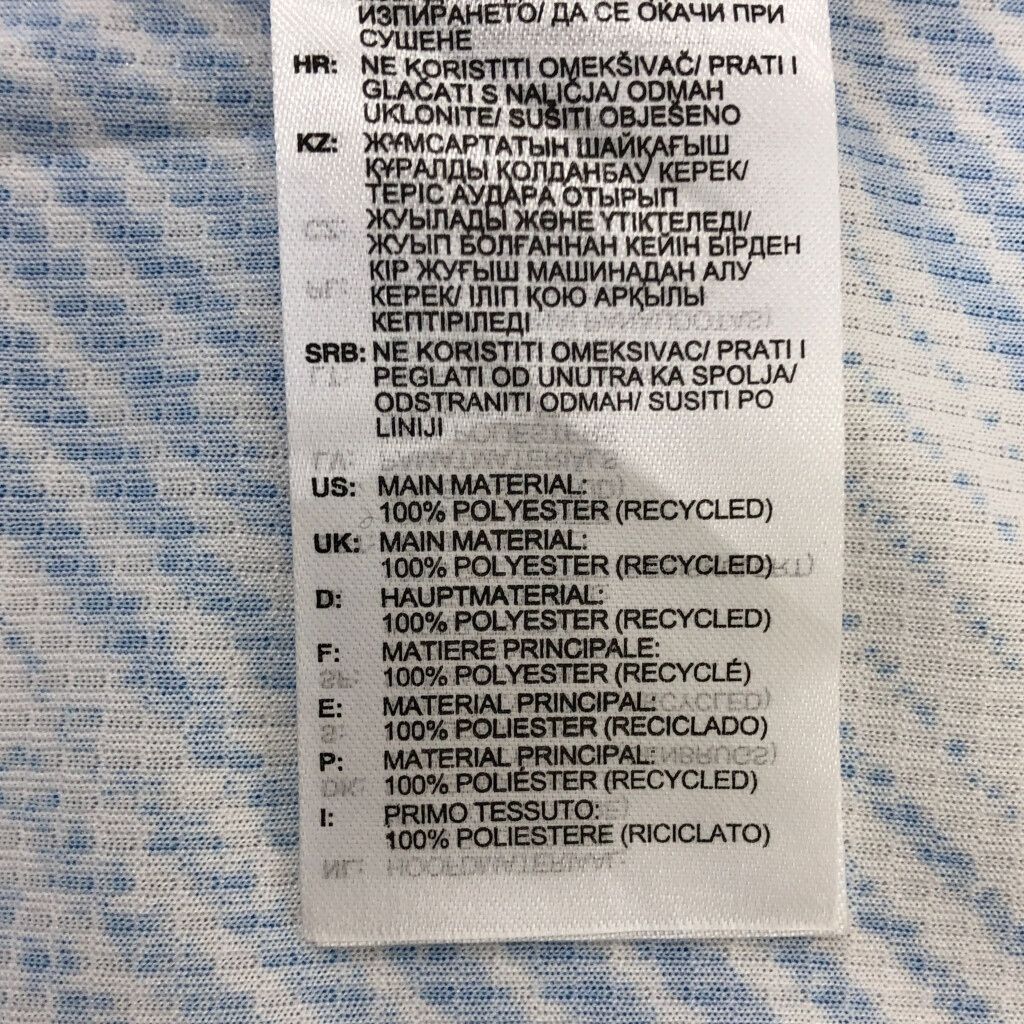 ИЗПИРАНЕТО/ ДА СЕ ОКАЧИ ПРИ
СУШЕНЕ
HR: NE KORISTITI OMEKŠIVAČ/ PRATI I
GLAČATI S NALIČJA/ ODMAH
UKLONITE/ SUŠITI OBJEŠENO
KZ: ЖҰМСАРТАТЫН ШАЙҚАҒЫШ
ҚҰРАЛДЫ ҚОЛДАНБАУ КЕРЕК/
ТЕРІС АУДАРА ОТЫРЫП
ЖУЫЛАДЫ ЖӘНЕ ҮТІКТЕЛЕДІ/
ЖУЫП БОЛҒАННАН КЕЙІН БІРДЕН
КІР ЖУҒЫШ МАШИНАДАН АЛУ
КЕРЕК/ ІЛІП ҚОЮ АРҚЫЛЫ
КЕПТІРІЛЕДІ
SRB: NE KORISTITI OMEKSIVAC/ PRATI I
PEGLATI OD UNUTRA KA SPOLJA/
ODSTRANITI ODMAH/ SUSITI PO
LINIJI
US: MAIN MATERIAL:
100% POLYESTER (RECYCLED)
UK: MAIN MATERIAL:
100% POLYESTER (RECYCLED)
D: HAUPTMATERIAL:
100% POLYESTER (RECYCLED)
F: MATIERE PRINCIPALE:
100% POLYESTER (RECYCLÉ)
E: MATERIAL PRINCIPAL:
100% POLIESTER (RECICLADO)
P: MATERIAL PRINCIPAL:
100% POLIÉSTER (RECYCLED)
I: PRIMO TESSUTO:
100% POLIESTERE (RICICLATO)